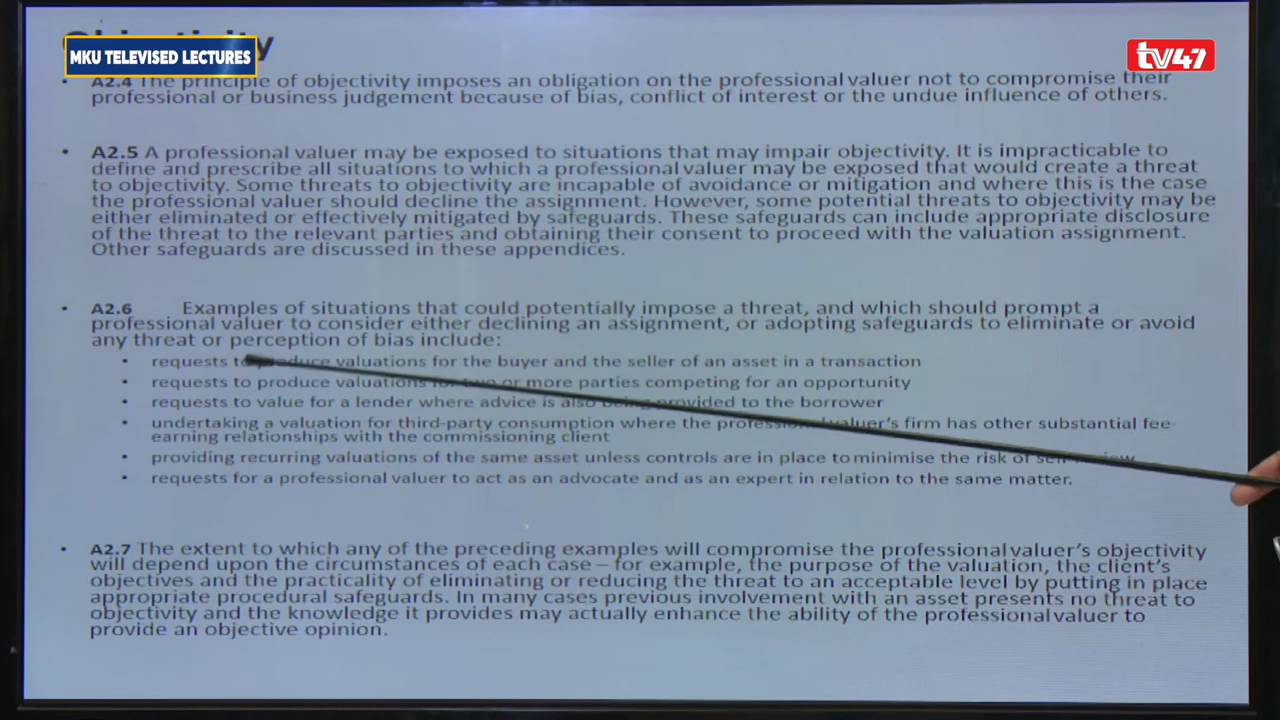 MKU TELEVISED LECTURES
tv47
A2.4 The principle of objectivity imposes an obligation on the professional valuer not to compromise their
professional or business judgement because of bias, conflict of interest or the undue influence of others.
• A2.5 A professional valuer may be exposed to situations that may impair objectivity. It is impracticable to
define and prescribe all situations to which a professional valuer may be exposed that would create a threat
to objectivity. Some threats to objectivity are incapable of avoidance or mitigation and where this is the case
the professional valuer should decline the assignment. However, some potential threats to objectivity may be
either eliminated or effectively mitigated by safeguards. These safeguards can include appropriate disclosure
of the threat to the relevant parties and obtaining their consent to proceed with the valuation assignment.
Other safeguards are discussed in these appendices.
• A2.6 Examples of situations that could potentially impose a threat, and which should prompt a
professional valuer to consider either declining an assignment, or adopting safeguards to eliminate or avoid
any threat or perception of bias include:
• requests to produce valuations for the buyer and the seller of an asset in a transaction
• requests to produce valuations for two or more parties competing for an opportunity
• requests to value for a lender where advice is also being provided to the borrower
• undertaking a valuation for third-party consumption where the professional valuer's firm has other substantial fee-
earning relationships with the commissioning client
• providing recurring valuations of the same asset unless controls are in place to minimise the risk of self-review
• requests for a professional valuer to act as an advocate and as an expert in relation to the same matter.
• A2.7 The extent to which any of the preceding examples will compromise the professional valuer's objectivity
will depend upon the circumstances of each case – for example, the purpose of the valuation, the client's
objectives and the practicality of eliminating or reducing the threat to an acceptable level by putting in place
appropriate procedural safeguards. In many cases previous involvement with an asset presents no threat to
objectivity and the knowledge it provides may actually enhance the ability of the professional valuer to
provide an objective opinion.